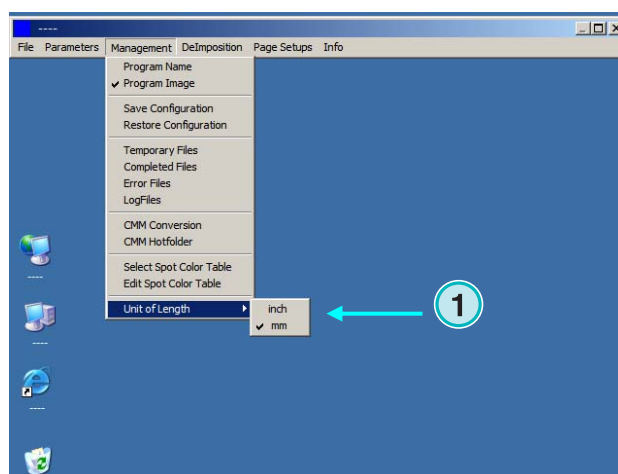 ----
File Parameters Management DeImposition Page Setups Info
Program Name
Program Image
Save Configuration
Restore Configuration
Temporary Files
Completed Files
Error Files
LogFiles
CMM Conversion
CMM Hotfolder
Select Spot Color Table
Edit Spot Color Table
Unit of Length
inch
mm
1
----
----
----